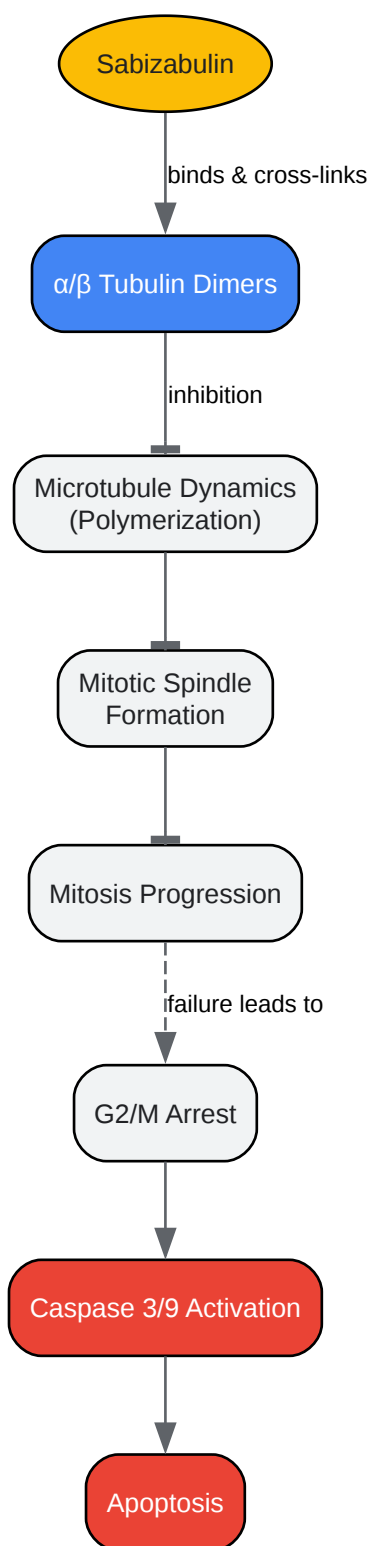 Sabizabulin
binds & cross-links
α/β Tubulin Dimers
inhibition
Microtubule Dynamics
(Polymerization)
Mitotic Spindle
Formation
Mitosis Progression
failure leads to
G2/M Arrest
Caspase 3/9 Activation
Apoptosis